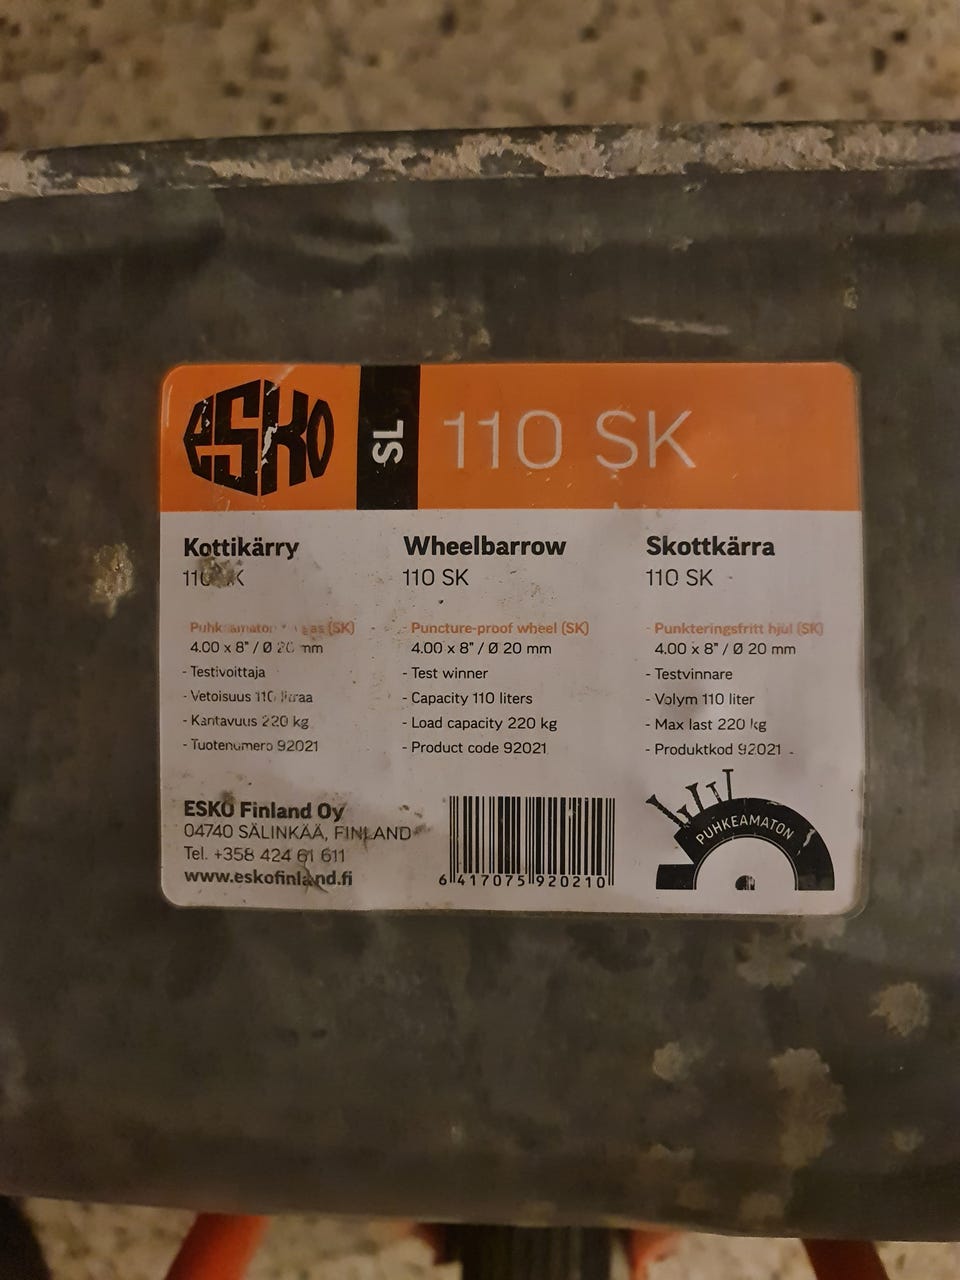 esko
SL
110 SK
Kottikärry
110 SK
Puhkeamaton (SK)
4.00 x 8" / Ø 20 mm
- Testivoittaja
- Vetoisuus 110 litraa
- Kantavuus 220 kg
- Tuotenumero 92021
Wheelbarrow
110 SK
- Puncture-proof wheel (SK)
4.00 x 8" / Ø 20 mm
- Test winner
- Capacity 110 liters
- Load capacity 220 kg
- Product code 92021
Skottkärra
110 SK
- Punkteringsfritt hjul (SK)
4.00 x 8" / Ø 20 mm
- Testvinnare
- Volym 110 liter
- Max last 220 kg
- Produktkod 92021
ESKO Finland Oy
04740 SÄLINKÄÄ, FINLAND
Tel. +358 424 61 611
www.eskofinland.fi
6 417075 920210
PUHKEAMATON